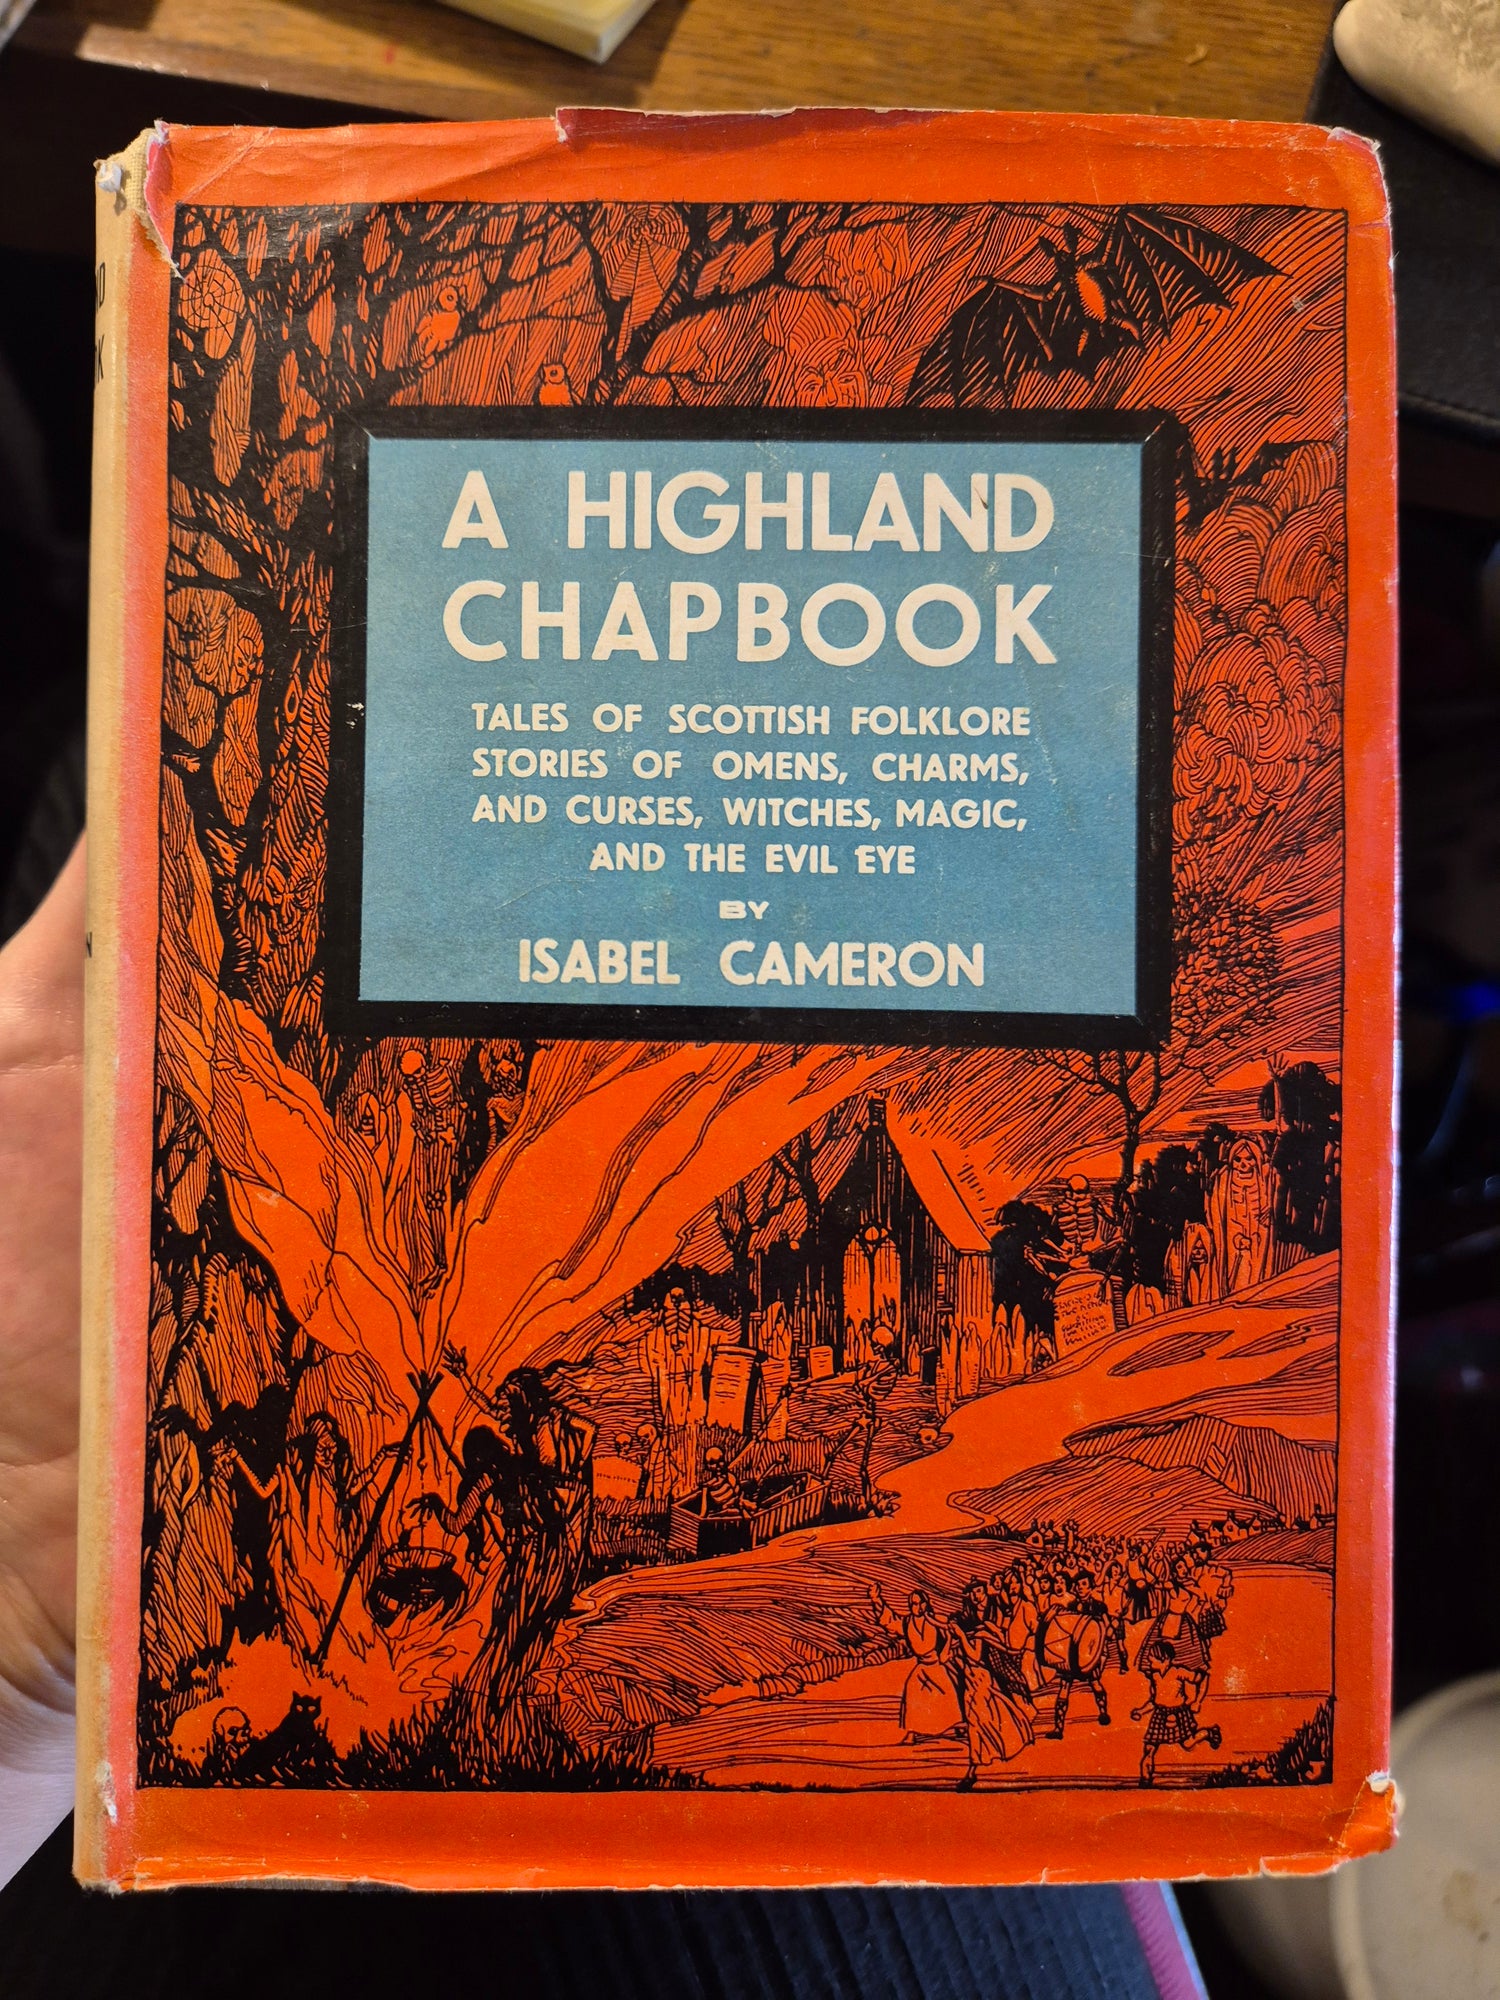 A HIGHLAND
CHAPBOOK
TALES OF SCOTTISH FOLKLORE
STORIES OF OMENS, CHARMS,
AND CURSES, WITCHES, MAGIC,
AND THE EVIL EYE
BY
ISABEL CAMERON